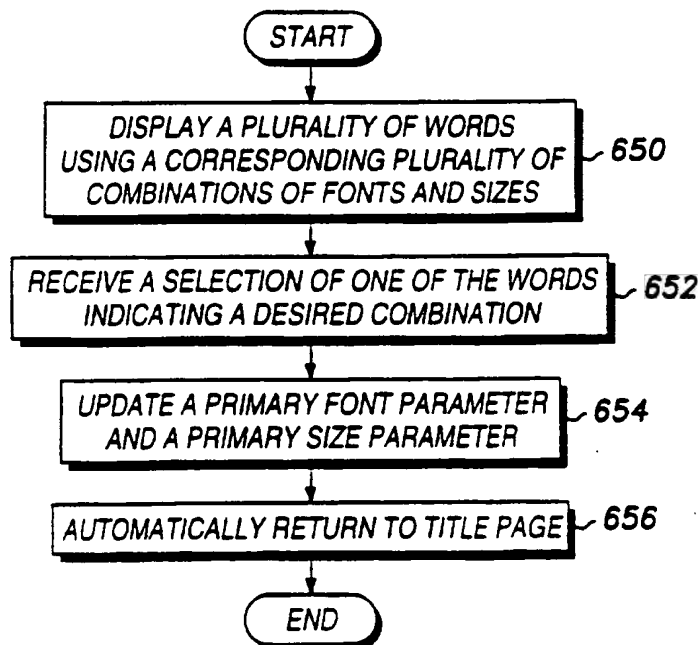 START
DISPLAY A PLURALITY OF WORDS
USING A CORRESPONDING PLURALITY OF
COMBINATIONS OF FONTS AND SIZES
650
RECEIVE A SELECTION OF ONE OF THE WORDS
INDICATING A DESIRED COMBINATION
652
UPDATE A PRIMARY FONT PARAMETER
AND A PRIMARY SIZE PARAMETER
654
AUTOMATICALLY RETURN TO TITLE PAGE
656
END